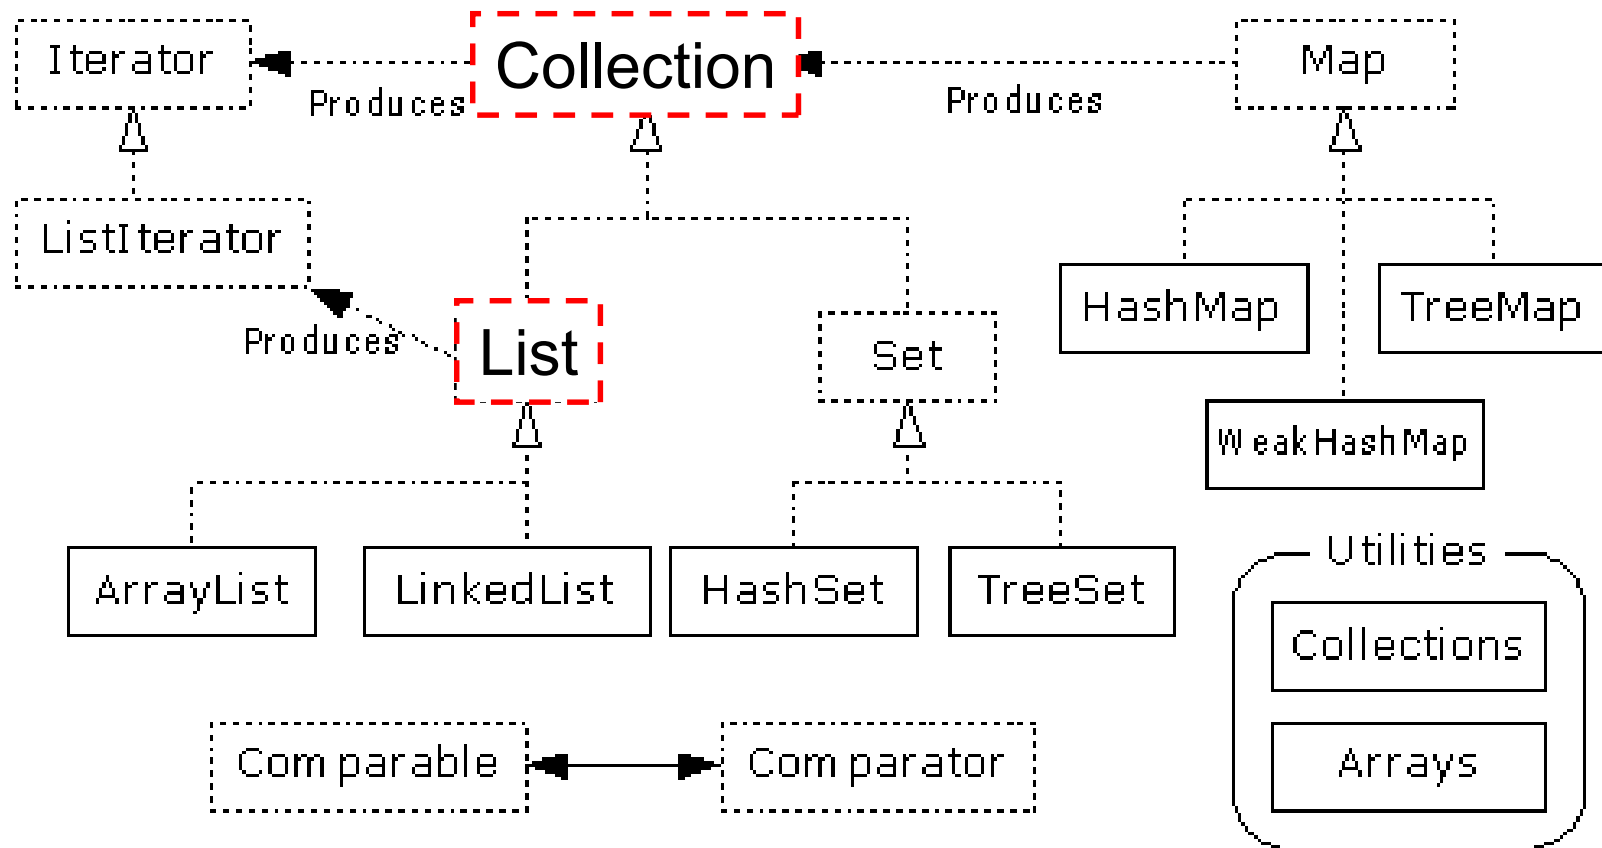 Iterator
Collection
Map
Produces
Produces
ListIterator
HashMap
TreeMap
Produces
List
Set
WeakHashMap
ArrayList
LinkedList
HashSet
TreeSet
Utilities
Collections
Comparable
Comparator
Arrays